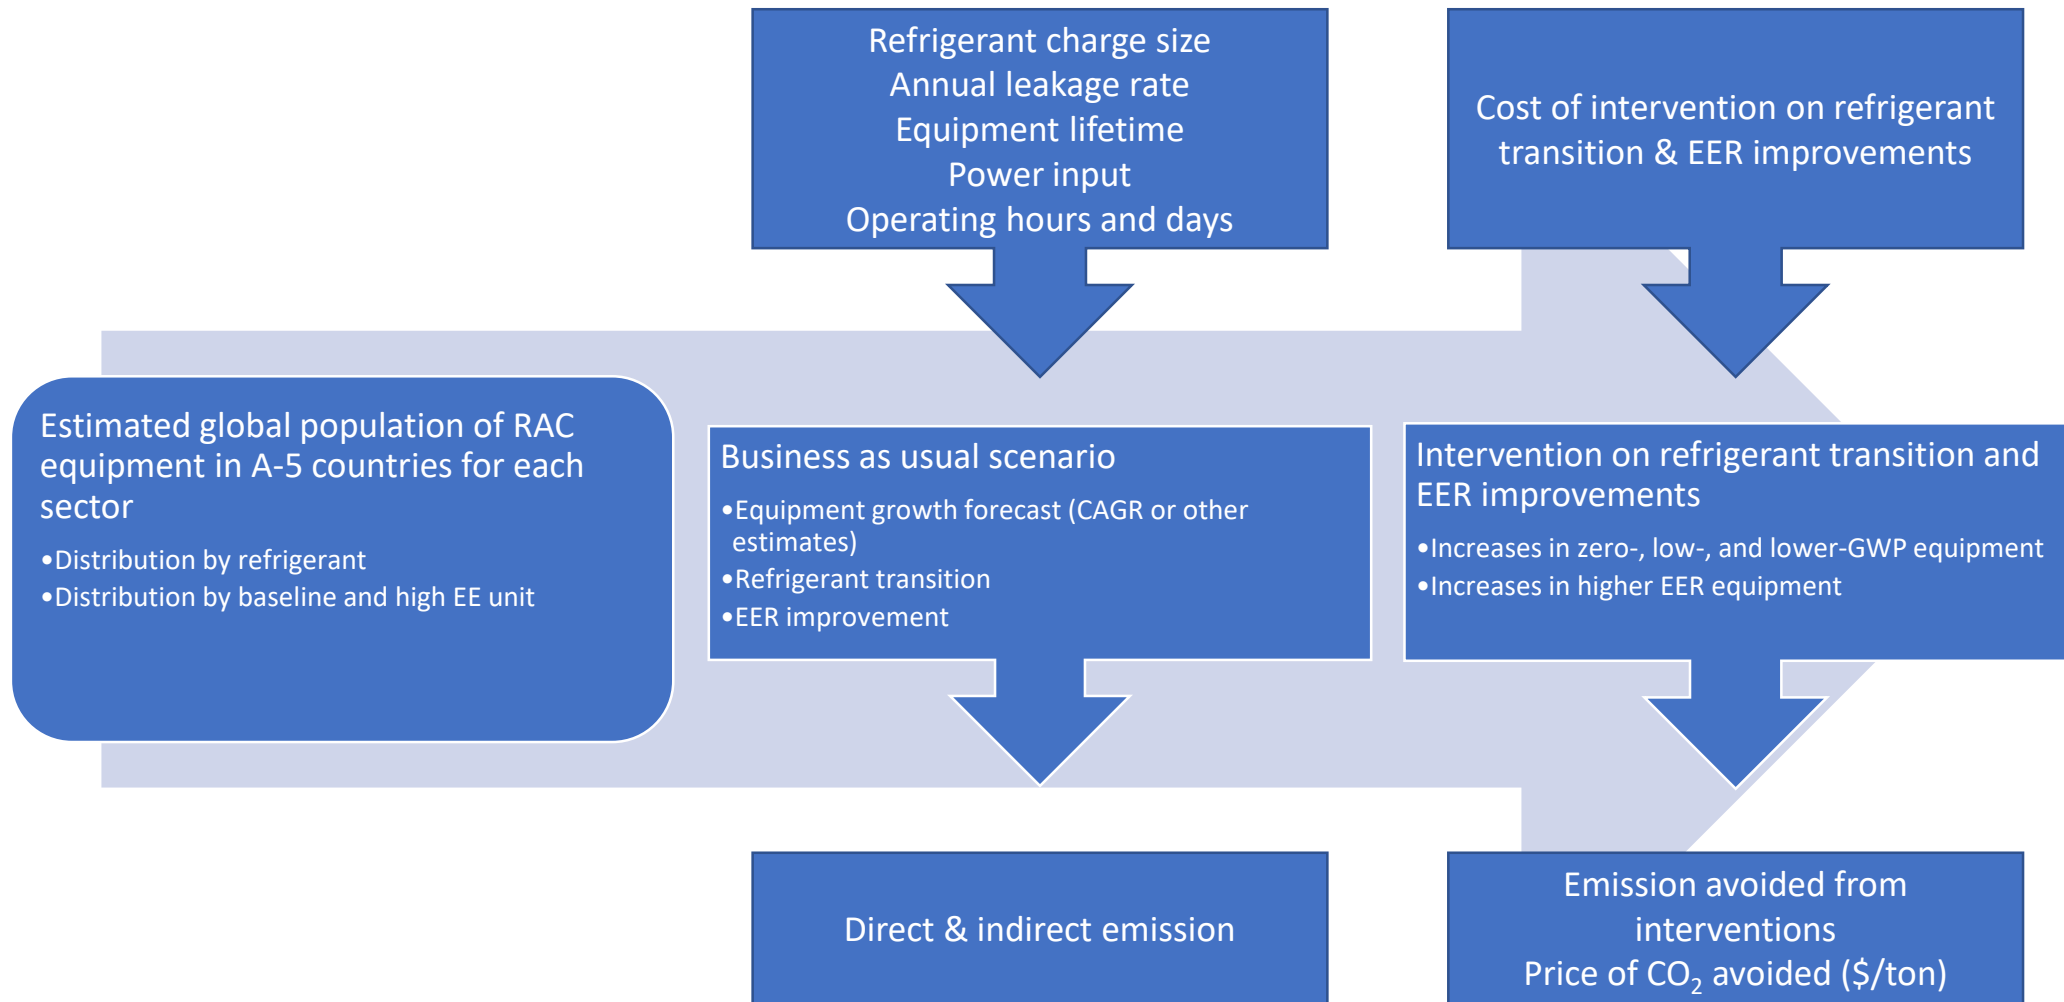 Refrigerant charge size
Annual leakage rate
Equipment lifetime
Power input
Operating hours and days
Cost of intervention on refrigerant
transition & EER improvements
Estimated global population of RAC
equipment in A-5 countries for each
sector
•Distribution by refrigerant
•Distribution by baseline and high EE unit
Business as usual scenario
•Equipment growth forecast (CAGR or other
estimates)
•Refrigerant transition
•EER improvement
Intervention on refrigerant transition and
EER improvements
•Increases in zero-, low-, and lower-GWP equipment
•Increases in higher EER equipment
Direct & indirect emission
Emission avoided from
interventions
Price of CO₂ avoided ($/ton)